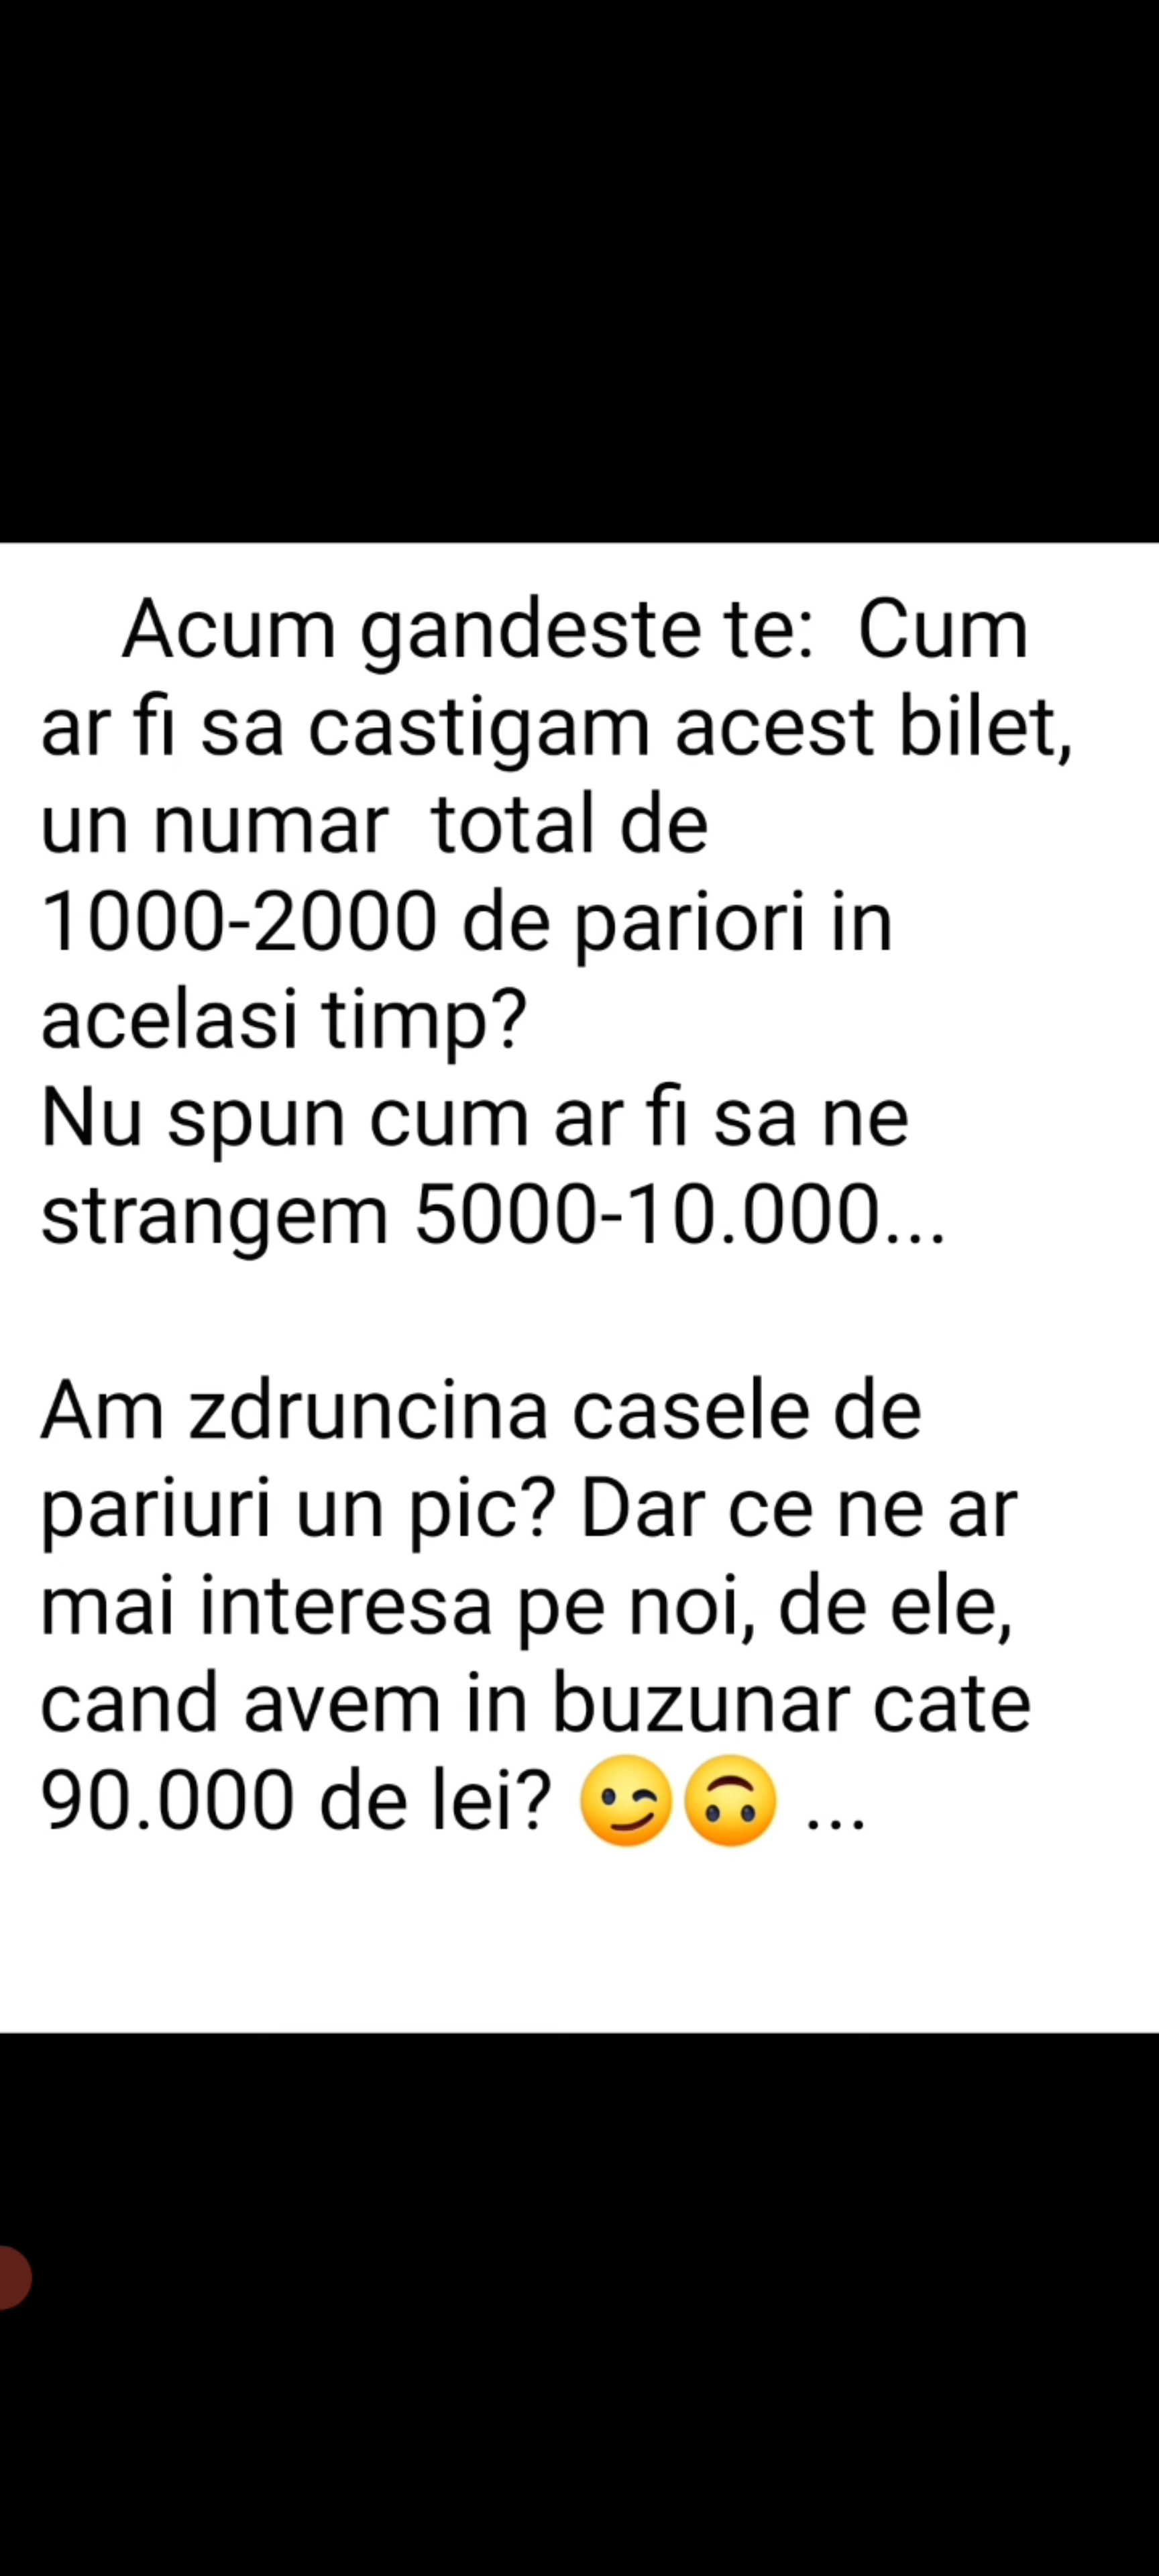 Acum gandeste te:  Cum
ar fi sa castigam acest bilet,
un numar  total de
1000-2000 de pariori in
acelasi timp?
Nu spun cum ar fi sa ne
strangem 5000-10.000...
Am zdruncina casele de
pariuri un pic? Dar ce ne ar
mai interesa pe noi, de ele,
cand avem in buzunar cate
90.000 de lei? 😉🙃 ...